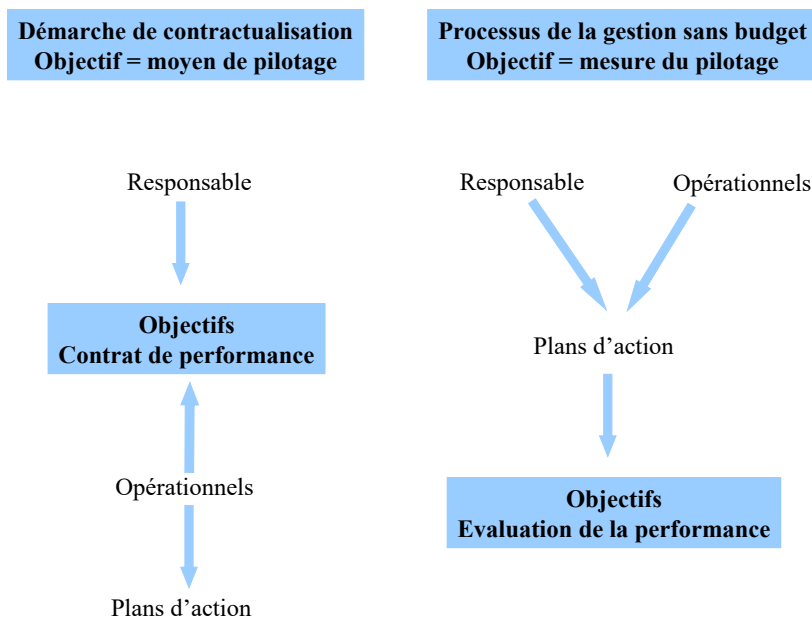 Démarche de contractualisation
Objectif = moyen de pilotage
Processus de la gestion sans budget
Objectif = mesure du pilotage
Responsable
Objectifs
Contrat de performance
Opérationnels
Plans d’action
Responsable
Opérationnels
Plans d’action
Objectifs
Evaluation de la performance